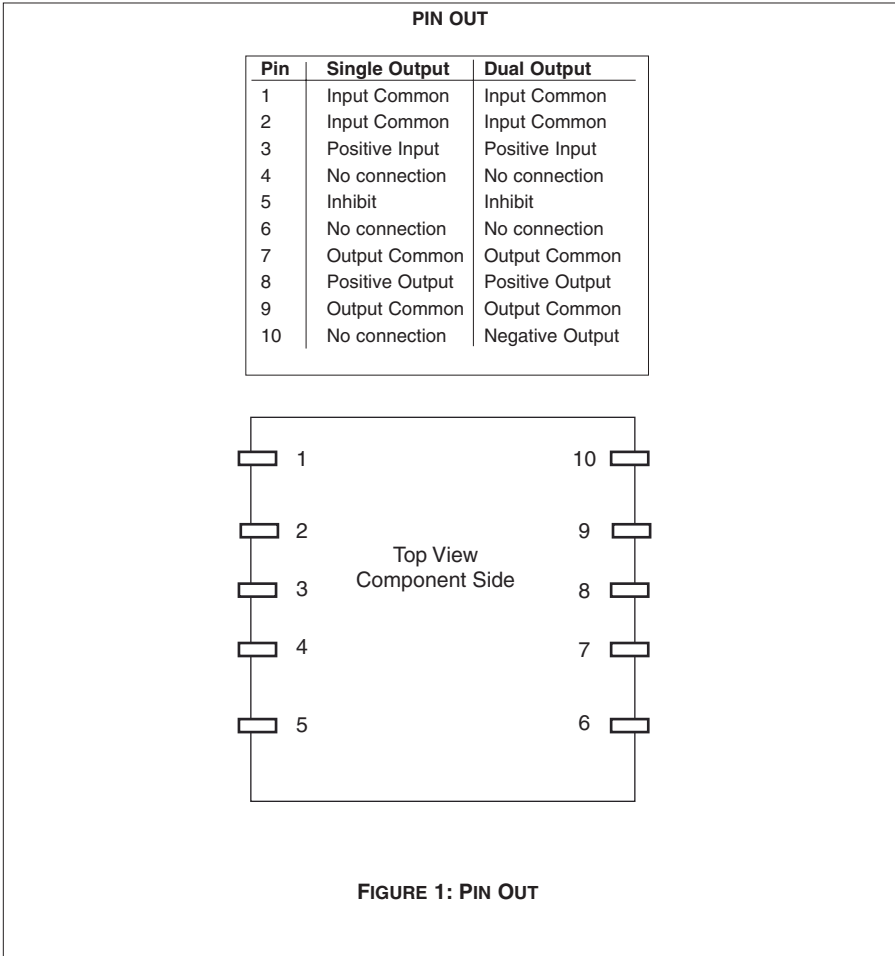 PIN OUT
Pin Single Output Dual Output
1 Input Common Input Common
2 Input Common Input Common
3 Positive Input Positive Input
4 No connection No connection
5 Inhibit Inhibit
6 No connection No connection
7 Output Common Output Common
8 Positive Output Positive Output
9 Output Common Output Common
10 No connection Negative Output
1 10
2 9
Top View
Component Side
3 8
4 7
5 6
FIGURE 1: PIN OUT